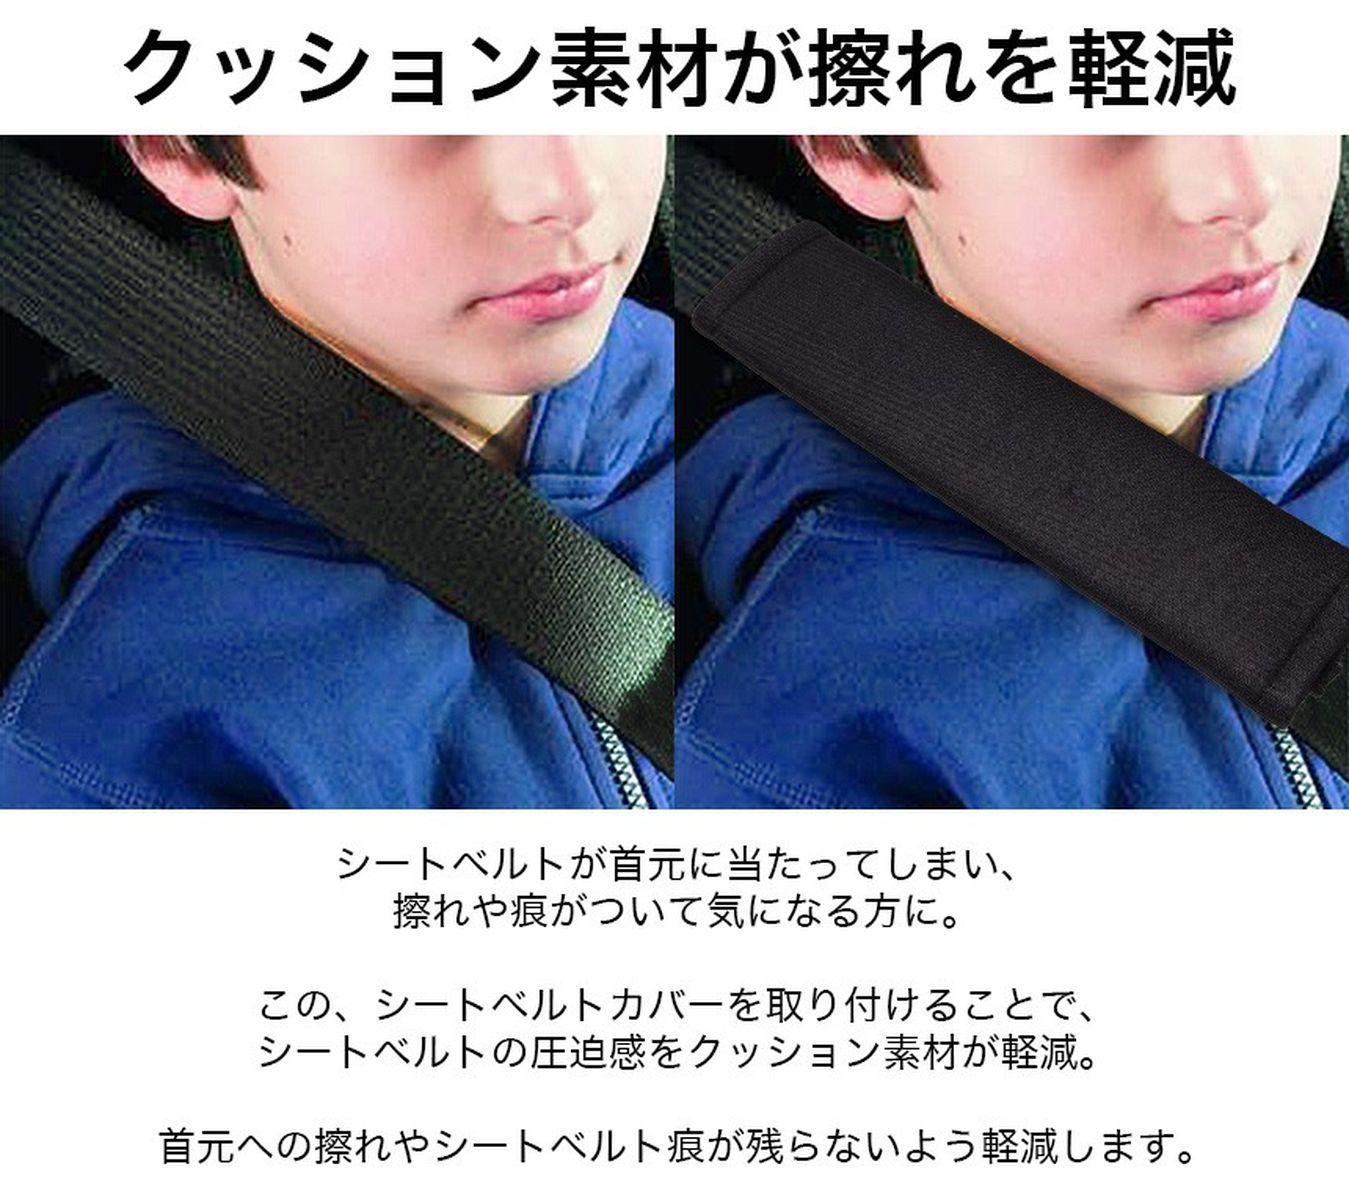 クッション素材が擦れを軽減
シートベルトが首元に当たってしまい、
擦れや痕がついて気になる方に。
この、シートベルトカバーを取り付けることで、
シートベルトの圧迫感をクッション素材が軽減。
首元への擦れやシートベルト痕が残らないよう軽減します。